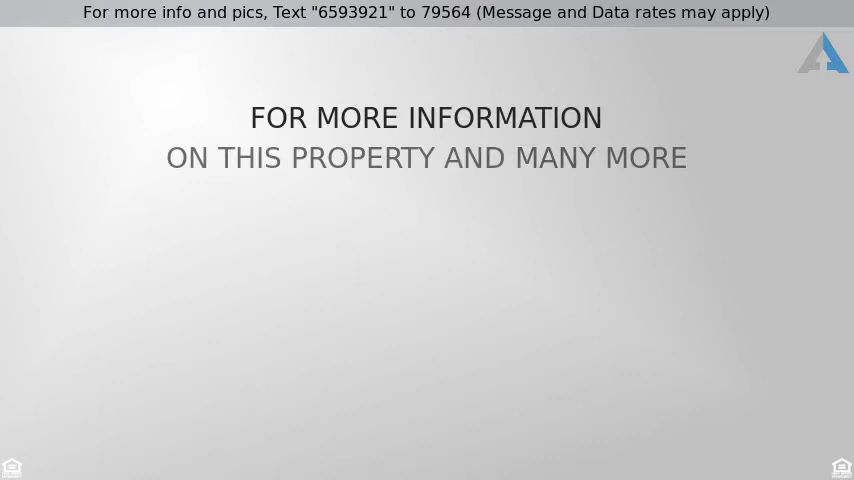 For more info and pics, Text "6593921" to 79564 (Message and Data rates may apply)
FOR MORE INFORMATION
ON THIS PROPERTY AND MANY MORE